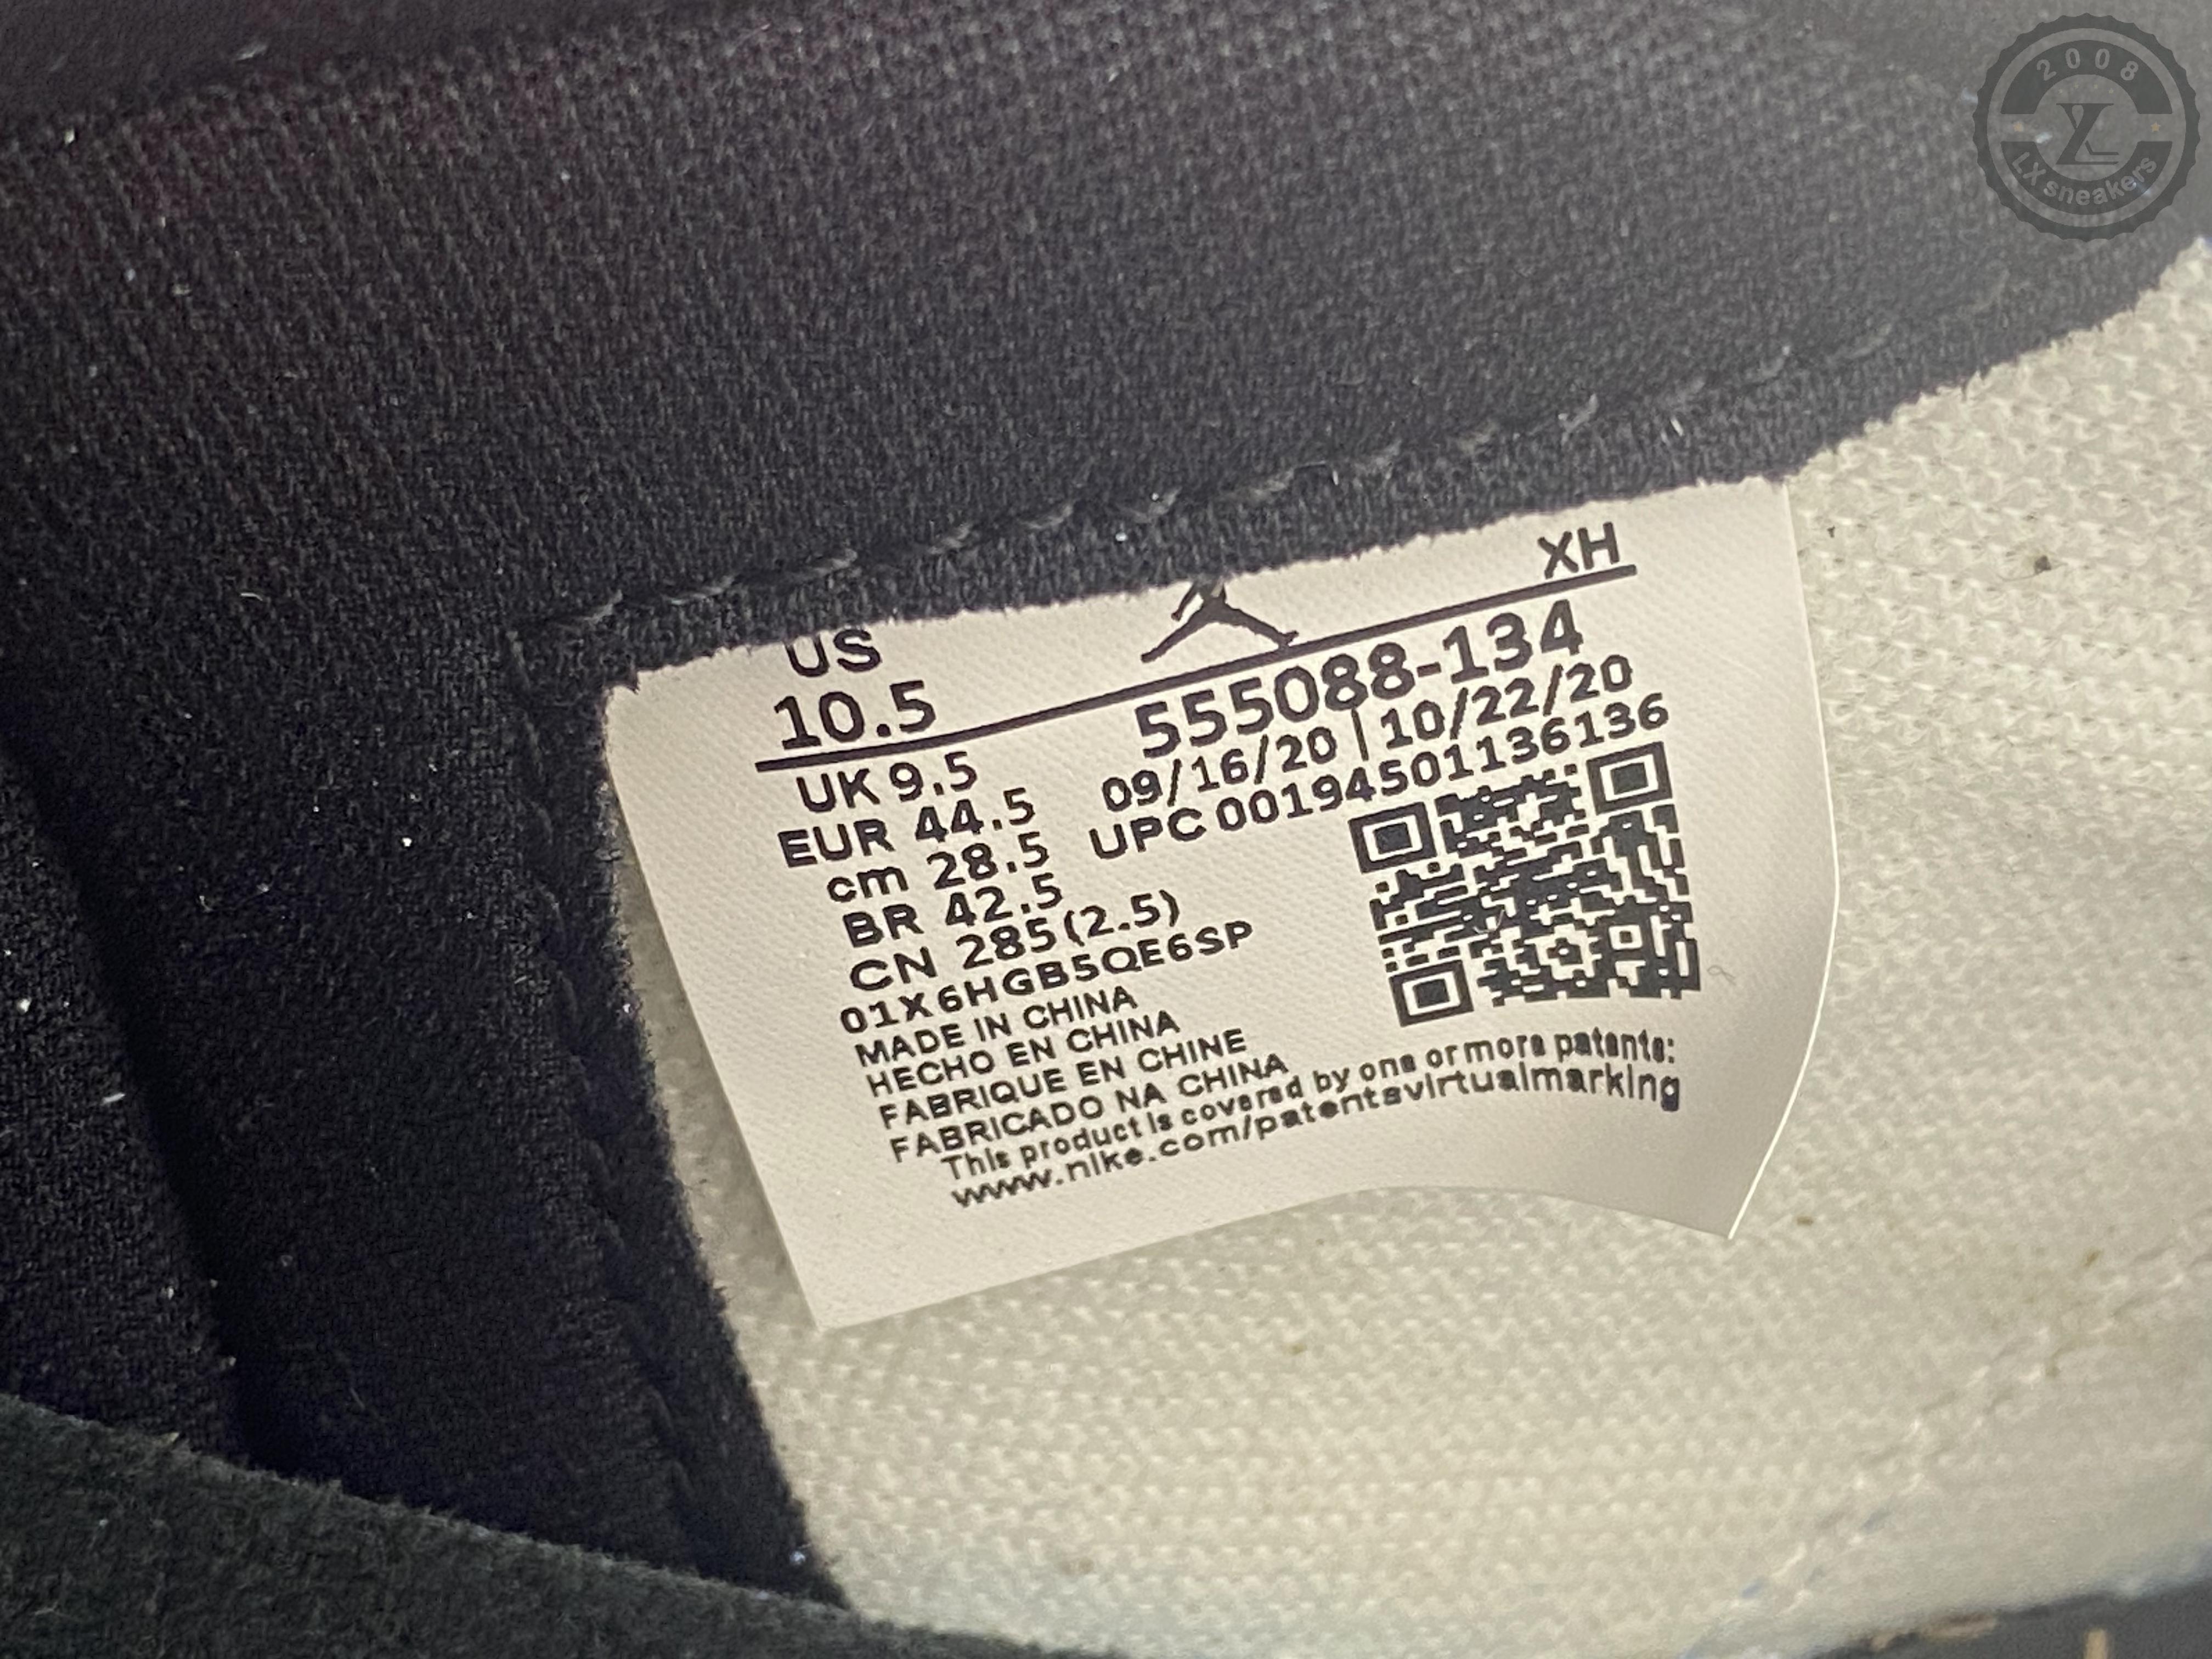 2008
LX sneakers
XH
US
10.5
555088-134
09/16/20 | 10/22/20
UPC 00194501136136
UK 9.5
EUR 44.5
cm 28.5
BR 42.5
CN 285(2.5)
01X6HGB5QE6SP
MADE IN CHINA
HECHO EN CHINA
FABRIQUE EN CHINE
FABRICADO NA CHINA
This product is covered by one or more patents:
www.nike.com/patentsvirtualmarking